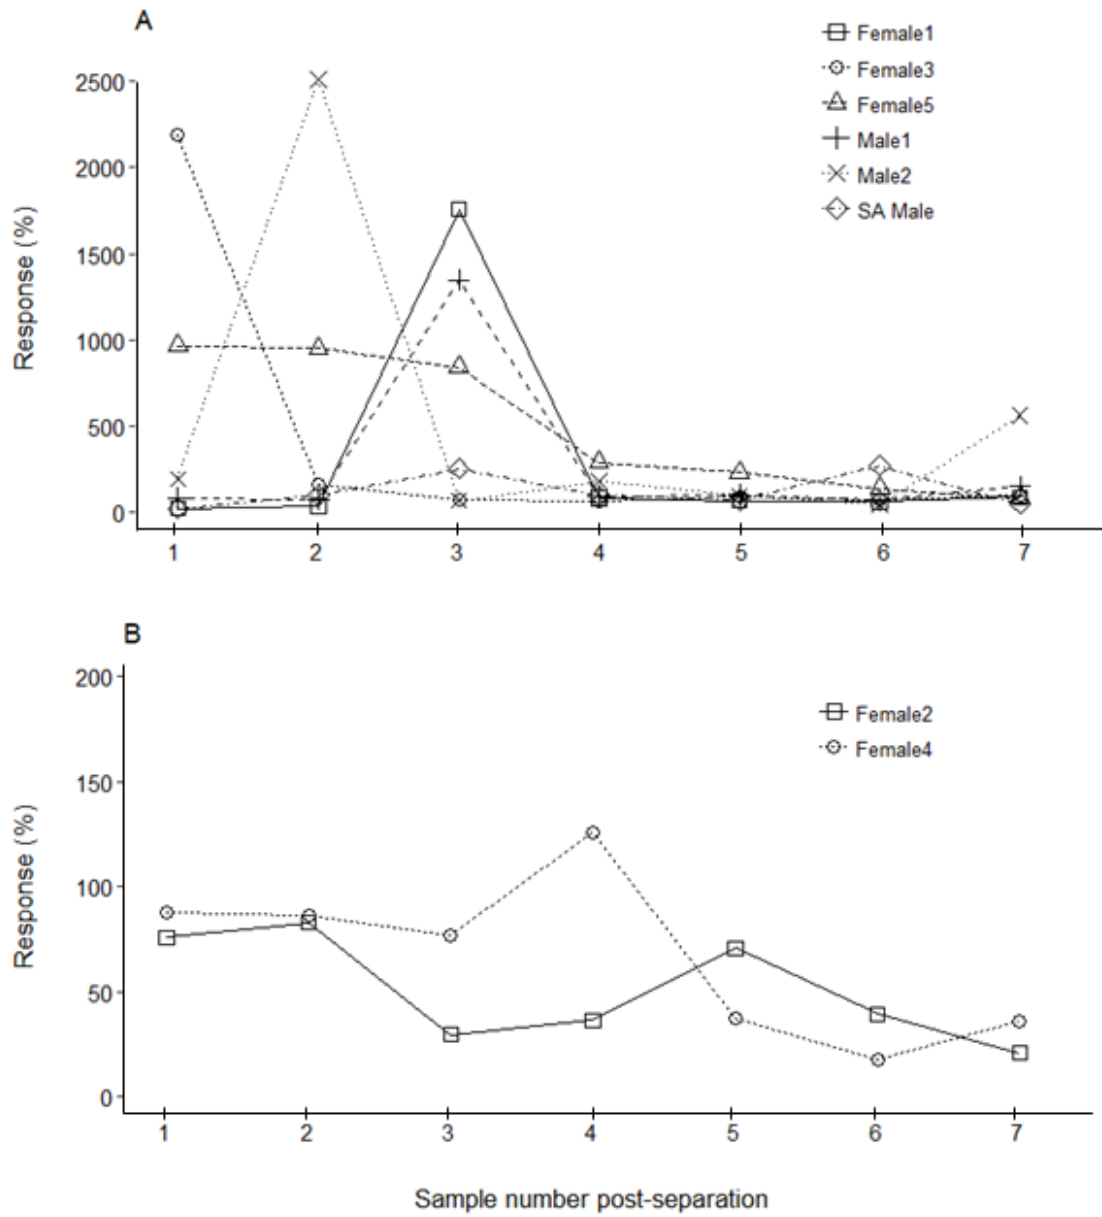 A
Female1
Female3
Female5
Male1
Male2
SA Male
Response (%)
2500
2000
1500
1000
500
0
1 2 3 4 5 6 7
B
Female2
Female4
Response (%)
200
150
100
50
0
1 2 3 4 5 6 7
Sample number post-separation